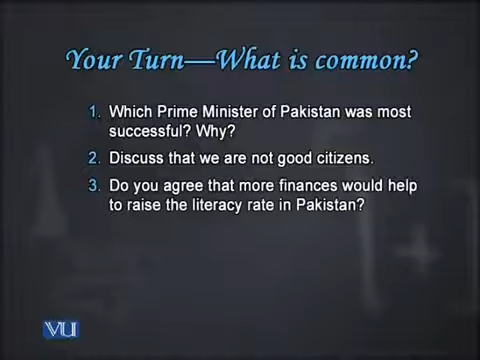 Your Turn—What is common?
1. Which Prime Minister of Pakistan was most
successful? Why?
2. Discuss that we are not good citizens.
3. Do you agree that more finances would help
to raise the literacy rate in Pakistan?
VU